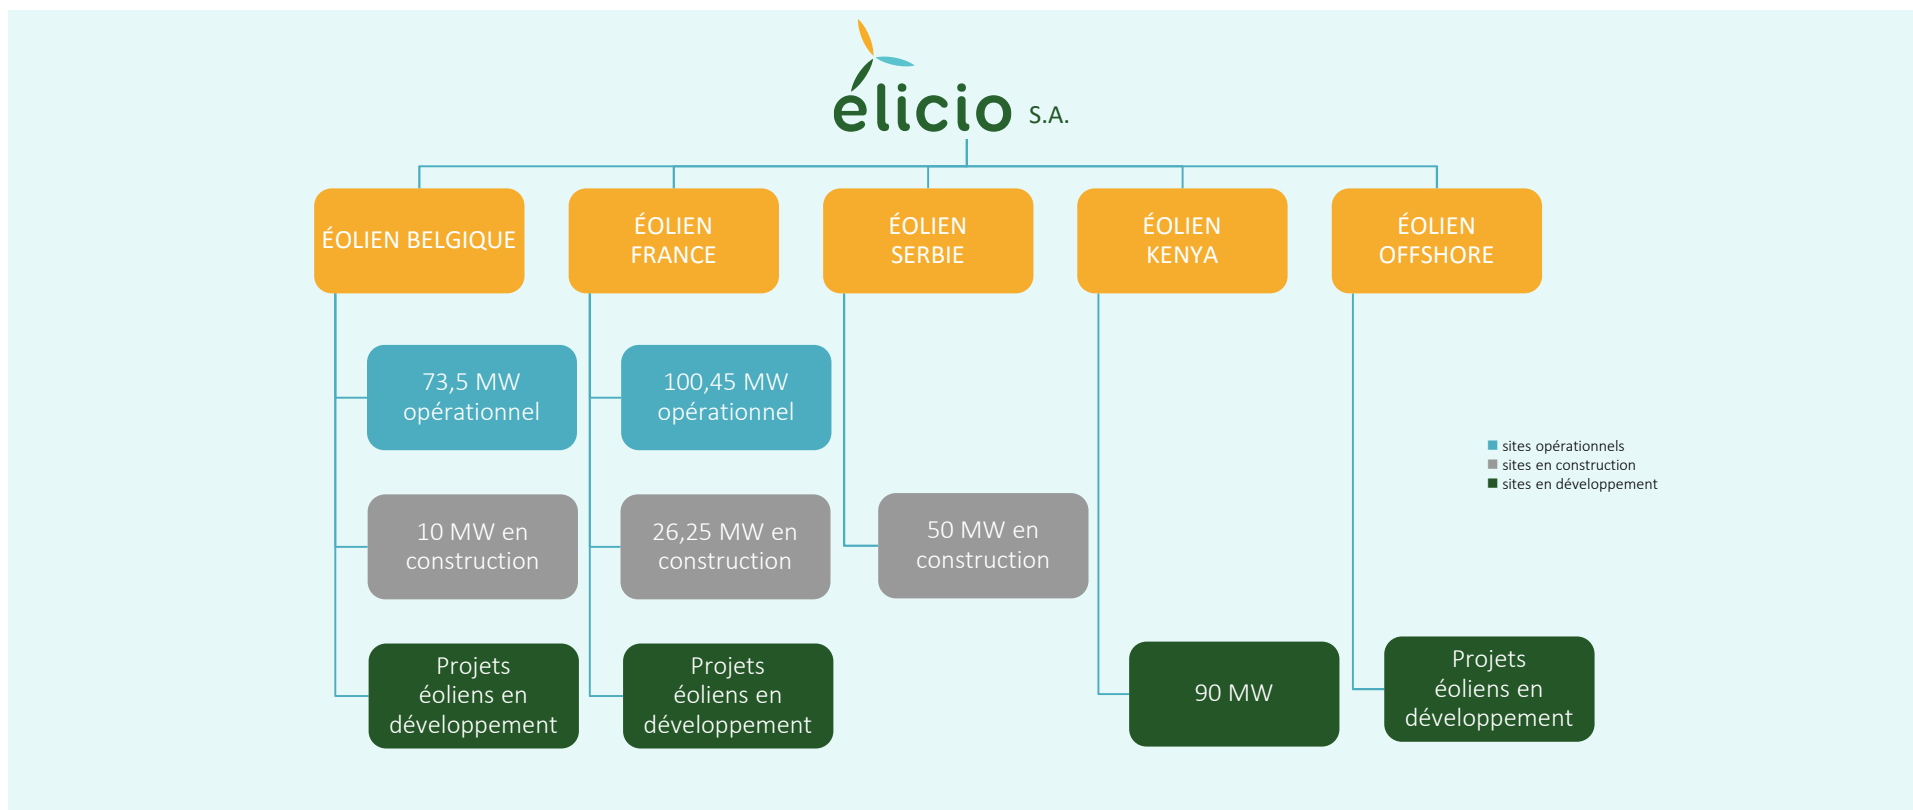 élicio S.A.
ÉOLIEN BELGIQUE
ÉOLIEN
FRANCE
ÉOLIEN
SERBIE
ÉOLIEN
KENYA
ÉOLIEN
OFFSHORE
73,5 MW
opérationnel
100,45 MW
opérationnel
sites opérationnels
sites en construction
sites en développement
10 MW en
construction
26,25 MW en
construction
50 MW en
construction
Projets
éoliens en
développement
Projets
éoliens en
développement
90 MW
Projets
éoliens en
développement